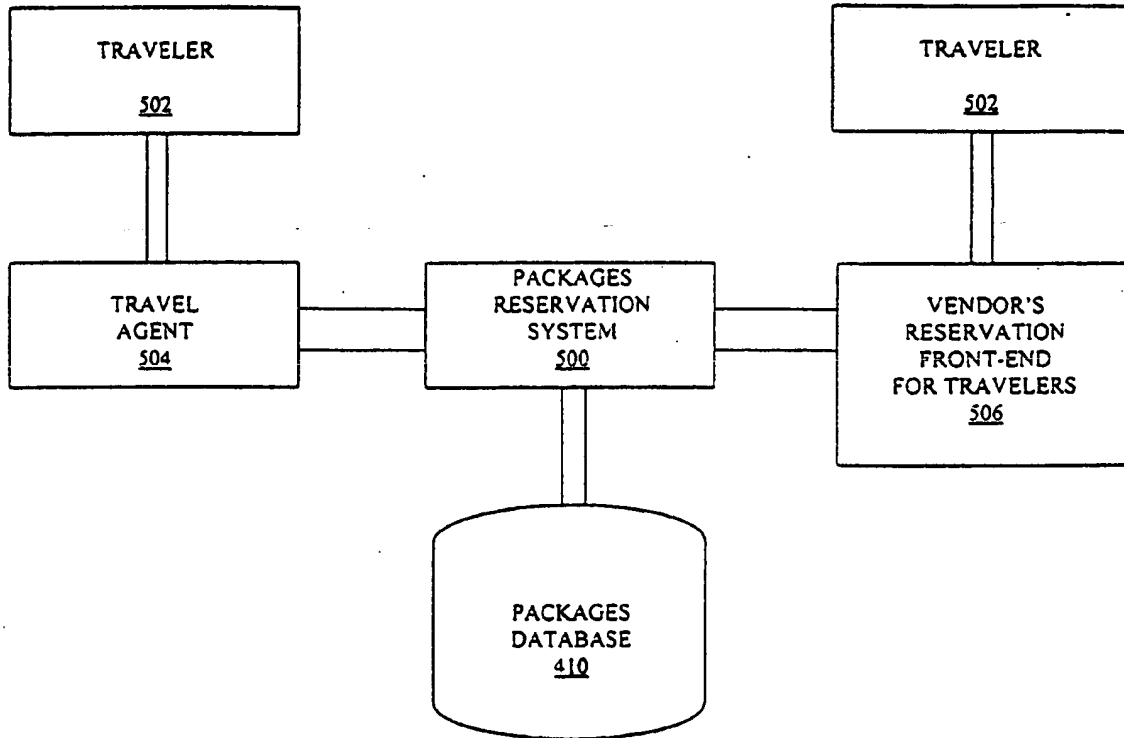 TRAVELER
502
TRAVELER
502
TRAVEL
AGENT
504
PACKAGES
RESERVATION
SYSTEM
500
VENDOR'S
RESERVATION
FRONT-END
FOR TRAVELERS
506
PACKAGES
DATABASE
410